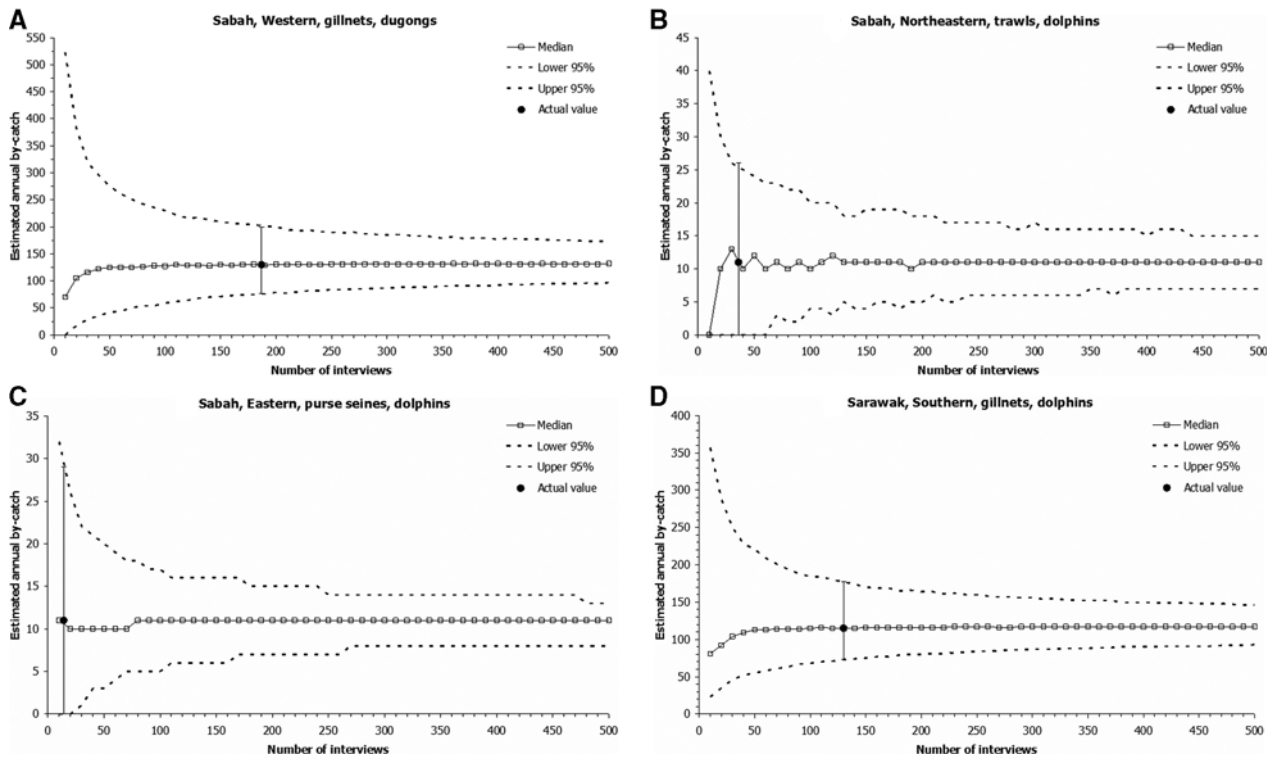 A
Sabah, Western, gillnets, dugongs
Median
Lower 95%
Upper 95%
Actual value
Estimated annual by-catch
550
500
450
400
350
300
250
200
150
100
50
0
0 50 100 150 200 250 300 350 400 450 500
Number of interviews
B
Sabah, Northeastern, trawls, dolphins
Median
Lower 95%
Upper 95%
Actual value
Estimated annual by-catch
45
40
35
30
25
20
15
10
5
0
0 50 100 150 200 250 300 350 400 450 500
Number of interviews
C
Sabah, Eastern, purse seines, dolphins
Median
Lower 95%
Upper 95%
Actual value
Estimated annual by-catch
35
30
25
20
15
10
5
0
0 50 100 150 200 250 300 350 400 450 500
Number of interviews
D
Sarawak, Southern, gillnets, dolphins
Median
Lower 95%
Upper 95%
Actual value
Estimated annual by-catch
400
350
300
250
200
150
100
50
0
0 50 100 150 200 250 300 350 400 450 500
Number of interviews